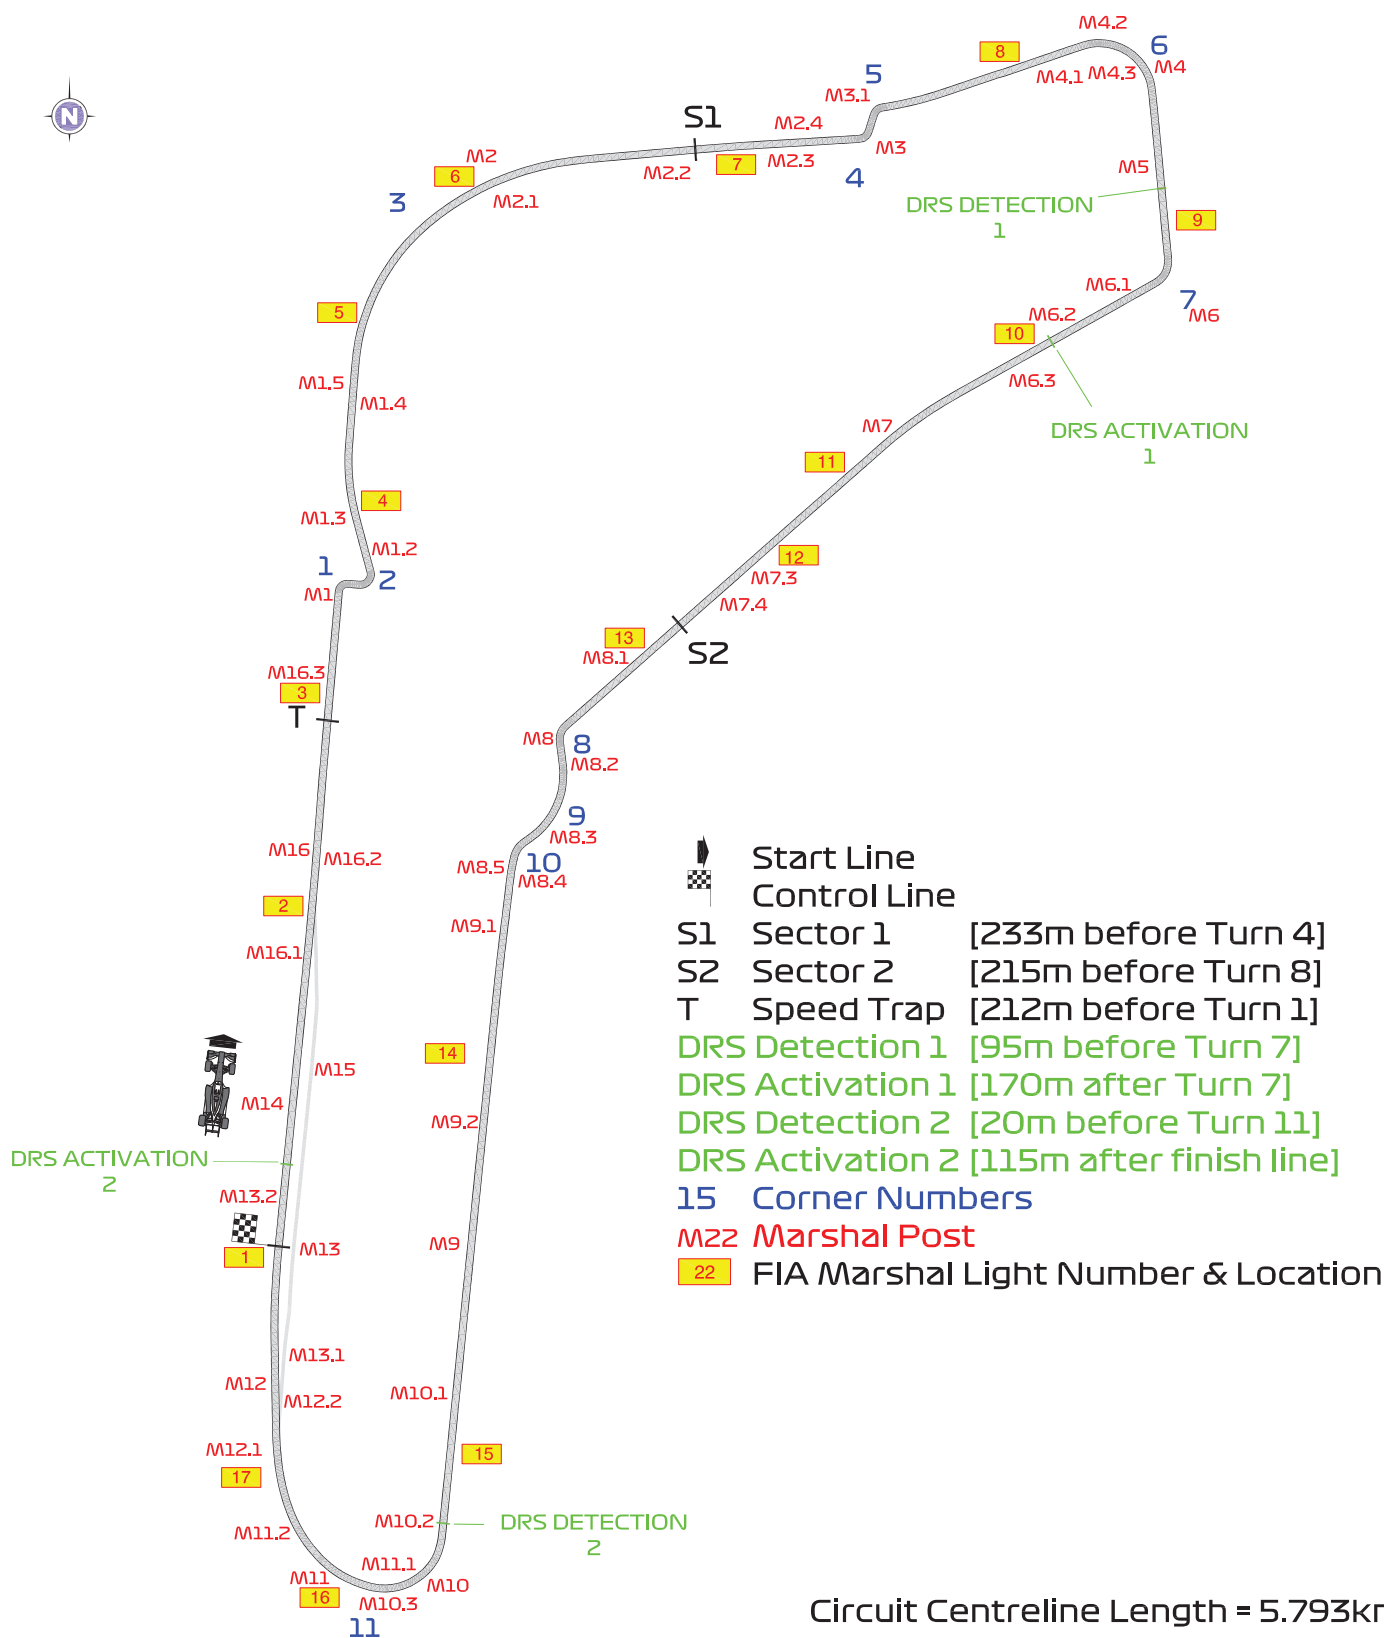 M4.2
6
8
M4
M4.1
M4.3
5
M3.1
N
S1
M2.4
M3
M2
6
M2.2
7
M2.3
4
M5
3
M2.1
DRS DETECTION
1
9
M6.1
7
M6
5
M6.2
10
M1.5
M6.3
M1.4
M7
DRS ACTIVATION
1
11
4
M1.3
M1.2
12
1
2
M7.3
M1
M7.4
13
S2
M8.1
M16.3
3
T
M8
8
M8.2
9
M8.3
M16
M16.2
10
M8.5
M8.4
2
M9.1
M16.1
Start Line
Control Line
S1 Sector 1 [233m before Turn 4]
S2 Sector 2 [215m before Turn 8]
T Speed Trap [212m before Turn 1]
DRS Detection 1 [95m before Turn 7]
DRS Activation 1 [170m after Turn 7]
DRS Detection 2 [20m before Turn 11]
DRS Activation 2 [115m after finish line]
15 Corner Numbers
M22 Marshal Post
22 FIA Marshal Light Number & Location
14
M15
M14
M9.2
DRS ACTIVATION
2
M13.2
M9
M13
1
M13.1
M12
M10.1
M12.2
M12.1
15
17
M10.2
DRS DETECTION
2
M11.2
M11.1
M11
M10
16
M10.3
11
Circuit Centreline Length = 5.793k